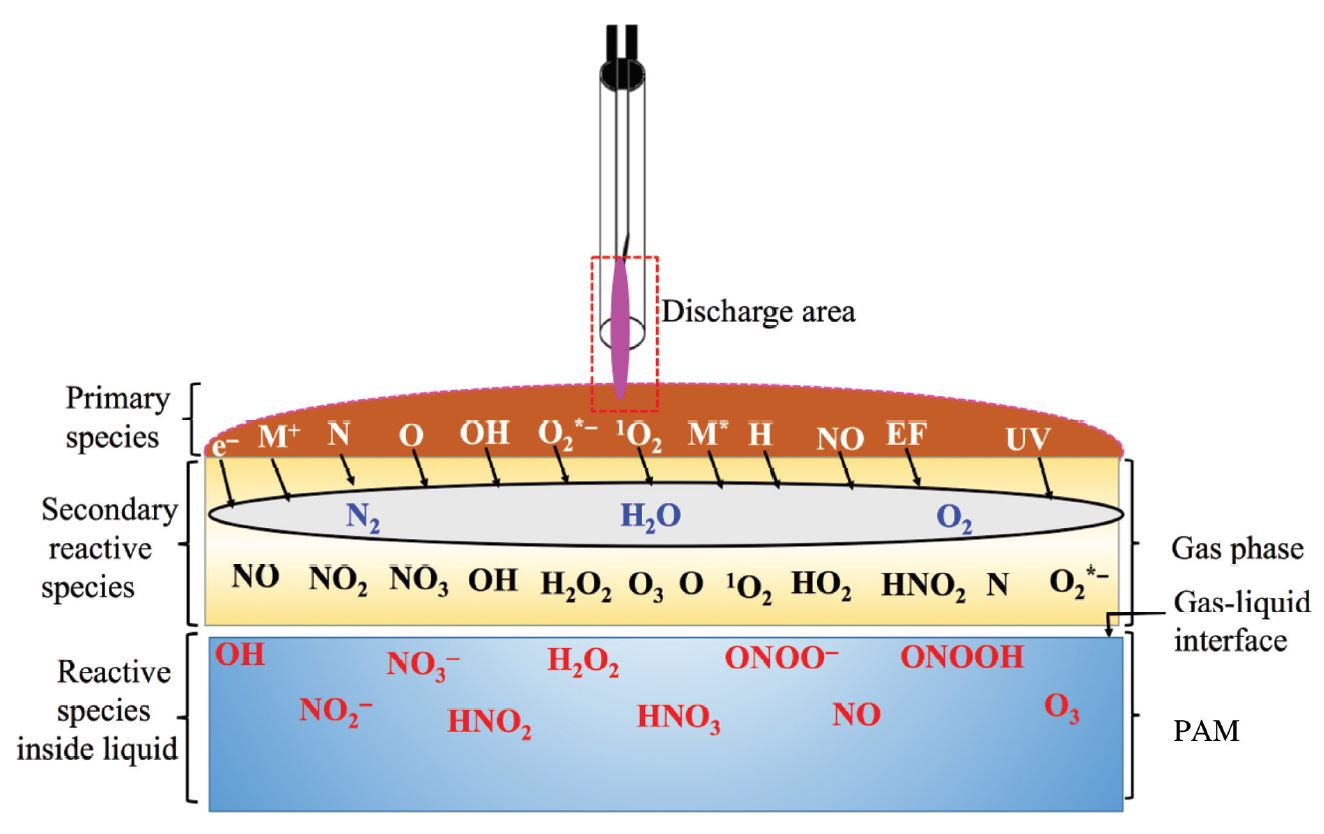 Discharge area
Primary
species
e⁻ M⁺ N O OH O₂*⁻ ¹O₂ M* H NO EF UV
Secondary
reactive
species
N₂ H₂O O₂
NO NO₂ NO₃ OH H₂O₂ O₃ O ¹O₂ HO₂ HNO₂ N O₂*⁻
Gas phase
Gas-liquid
interface
Reactive
species
inside liquid
OH NO₃⁻ H₂O₂ ONOO⁻ ONOOH
NO₂⁻ HNO₂ HNO₃ NO O₃
PAM